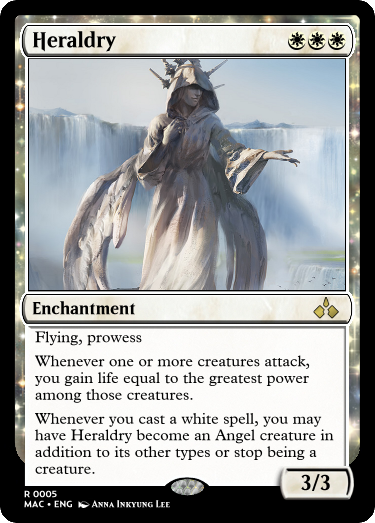 Heraldry
Enchantment
Flying, prowess
Whenever one or more creatures attack,
you gain life equal to the greatest power
among those creatures.
Whenever you cast a white spell, you may
have Heraldry become an Angel creature in
addition to its other types or stop being a
creature.
3/3
R 0005
MAC • ENG Anna Inkyung Lee